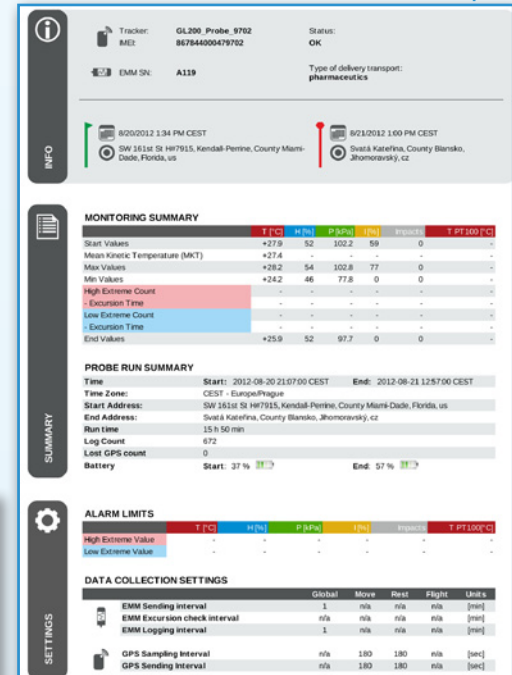 Tracker: GL200_Probe_9702 Status:
IMEI: 867844000479702 OK
EMM SN: A119 Type of delivery transport:
pharmaceutics
INFO
8/20/2012 1:34 PM CEST 8/21/2012 1:00 PM CEST
SW 161st St H#7915, Kendall-Perrine, County Miami-Dade, Florida, us
Svatá Kateřina, County Blansko, Jihomoravský, cz
SUMMARY
MONITORING SUMMARY
T [°C] H [%] P [kPa] I [%] Impacts T PT100 [°C]
Start Values +27.9 52 102.2 59 0 -
Mean Kinetic Temperature (MKT) +27.4 - - - -
Max Values +28.2 54 102.8 77 0 -
Min Values +24.2 46 77.8 0 0 -
High Extreme Count - - - - - -
- Excursion Time - - - - - -
Low Extreme Count - - - - - -
- Excursion Time - - - - - -
End Values +25.9 52 97.7 0 0 -
PROBE RUN SUMMARY
Time Start: 2012-08-20 21:07:00 CEST End: 2012-08-21 12:57:00 CEST
Time Zone: CEST - Europe/Prague
Start Address: SW 161st St H#7915, Kendall-Perrine, County Miami-Dade, Florida, us
End Address: Svatá Kateřina, County Blansko, Jihomoravský, cz
Run time 15 h 50 min
Log Count 672
Lost GPS count 0
Battery Start: 37 % End: 57 %
SETTINGS
ALARM LIMITS
T [°C] H [%] P [kPa] I [%] Impacts T PT100[°C]
High Extreme Value - - - - - -
Low Extreme Value - - - - - -
DATA COLLECTION SETTINGS
Global Move Rest Flight Units
EMM Sending interval 1 n/a n/a n/a [min]
EMM Excursion check interval n/a n/a n/a n/a [min]
EMM Logging interval 1 n/a n/a n/a [min]
GPS Sampling Interval n/a 180 180 n/a [sec]
GPS Sending Interval n/a 180 180 n/a [sec]